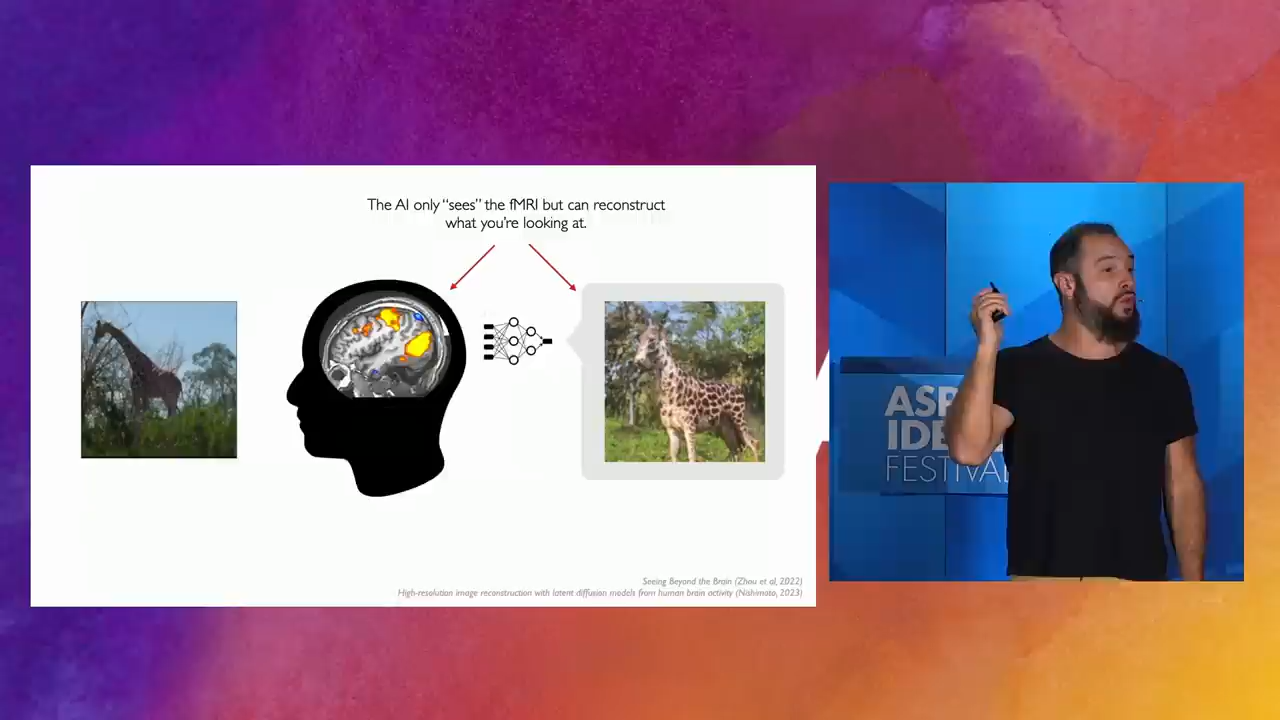 The AI only “sees” the fMRI but can reconstruct
what you’re looking at.
Seeing Beyond the Brain (Zhou et al, 2022)
High-resolution image reconstruction with latent diffusion models from human brain activity (Nishimoto, 2023)
ASP
IDE
FESTIVAL